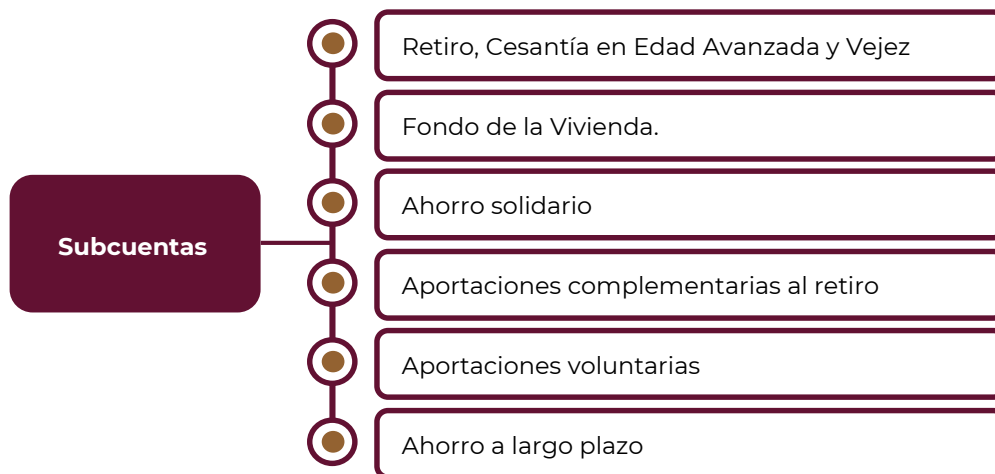 Subcuentas
Retiro, Cesantía en Edad Avanzada y Vejez
Fondo de la Vivienda.
Ahorro solidario
Aportaciones complementarias al retiro
Aportaciones voluntarias
Ahorro a largo plazo